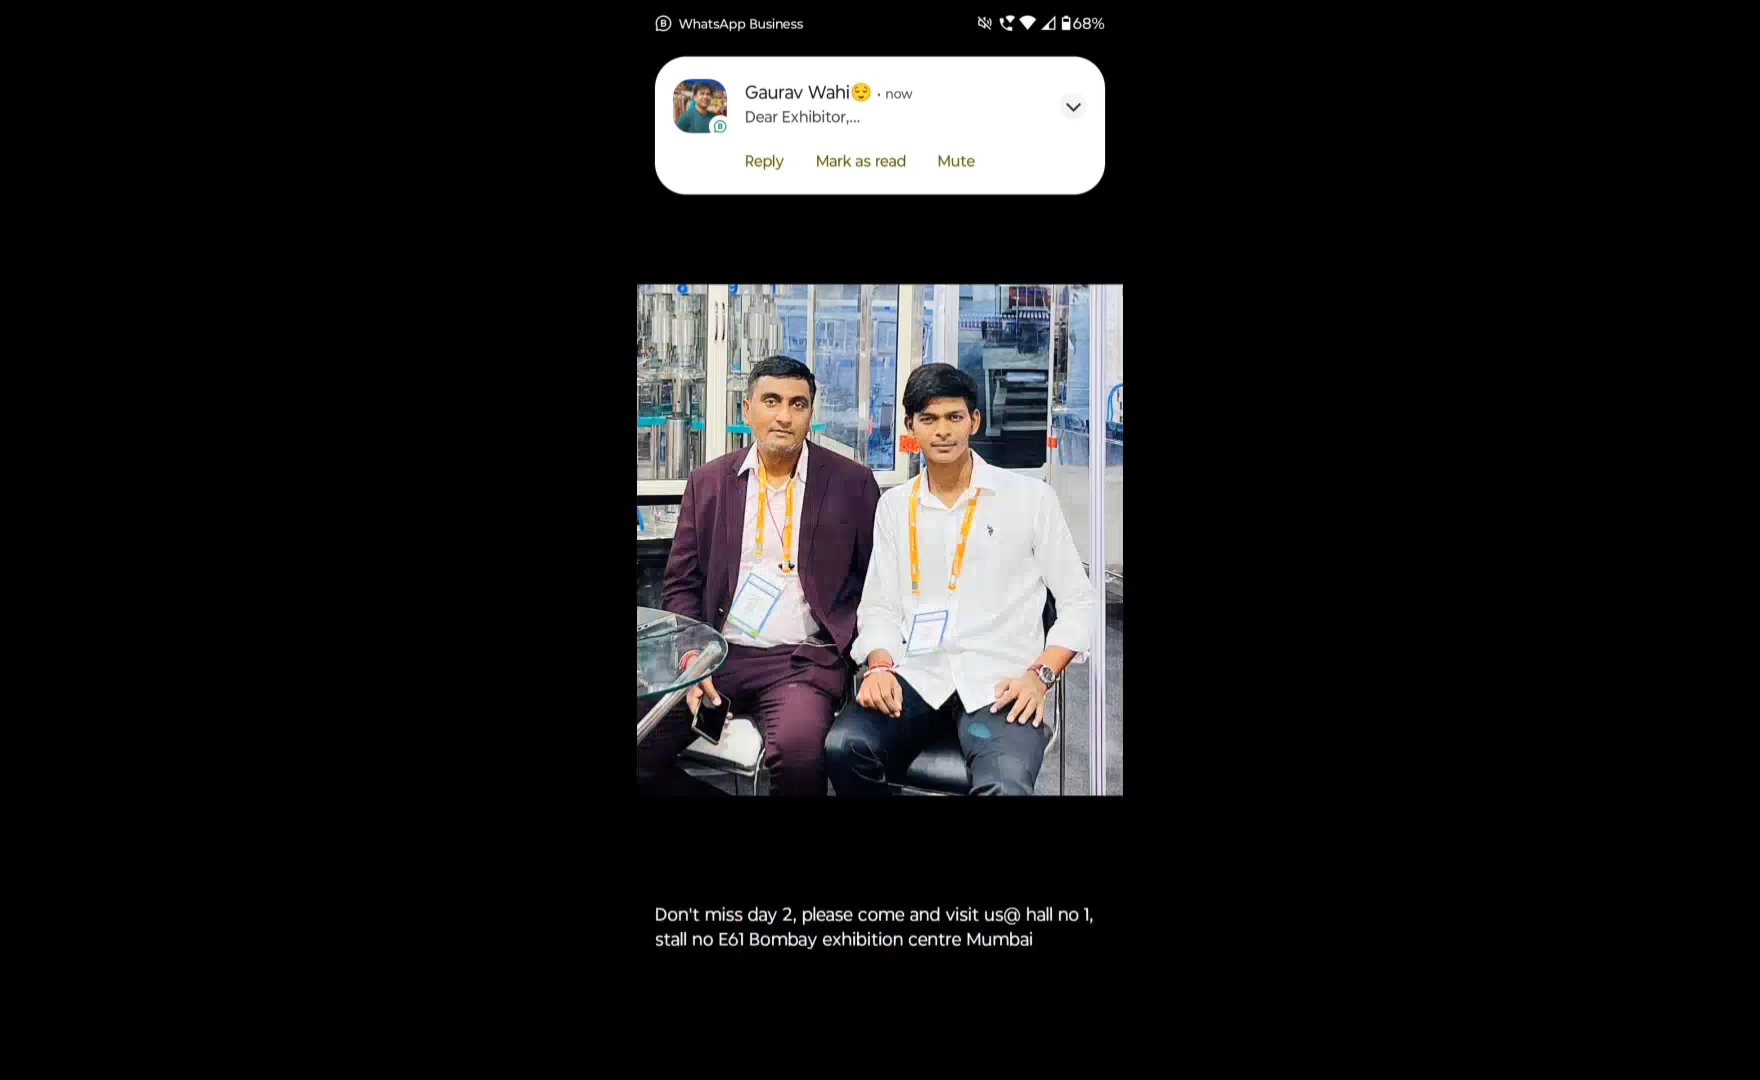 WhatsApp Business
68%
Gaurav Wahi😌 · now
Dear Exhibitor,...
Reply Mark as read Mute
Don't miss day 2, please come and visit us@ hall no 1,
stall no E61 Bombay exhibition centre Mumbai